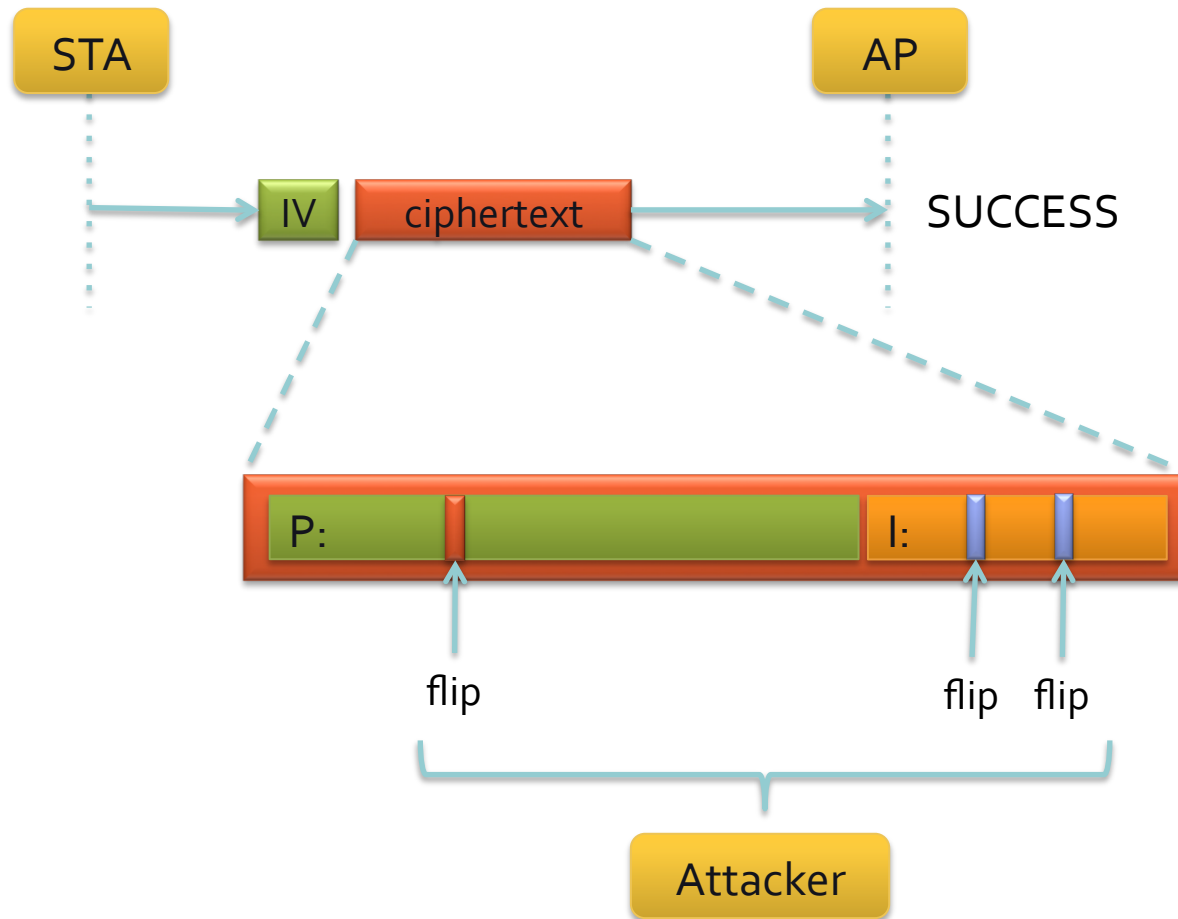 STA
AP
IV
ciphertext
SUCCESS
P:
I:
flip
flip
flip
Attacker